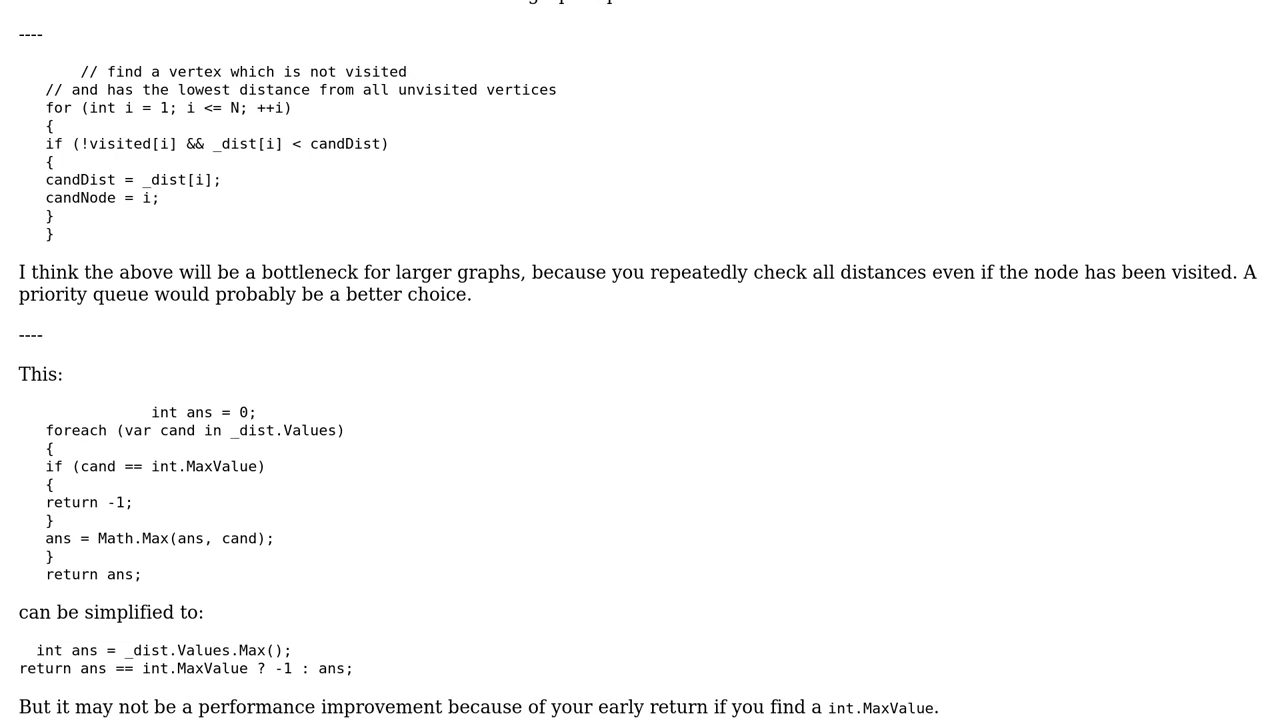 ----
// find a vertex which is not visited
// and has the lowest distance from all unvisited vertices
for (int i = 1; i <= N; ++i)
{
if (!visited[i] && _dist[i] < candDist)
{
candDist = _dist[i];
candNode = i;
}
}
I think the above will be a bottleneck for larger graphs, because you repeatedly check all distances even if the node has been visited. A
priority queue would probably be a better choice.
----
This:
int ans = 0;
foreach (var cand in _dist.Values)
{
if (cand == int.MaxValue)
{
return -1;
}
ans = Math.Max(ans, cand);
}
return ans;
can be simplified to:
int ans = _dist.Values.Max();
return ans == int.MaxValue ? -1 : ans;
But it may not be a performance improvement because of your early return if you find a int.MaxValue.